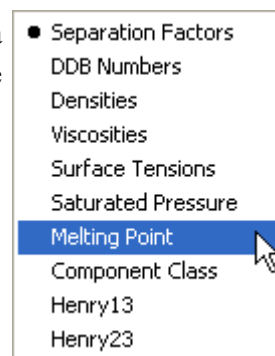 Separation Factors
DDB Numbers
Densities
Viscosities
Surface Tensions
Saturated Pressure
Melting Point
Component Class
Henry13
Henry23